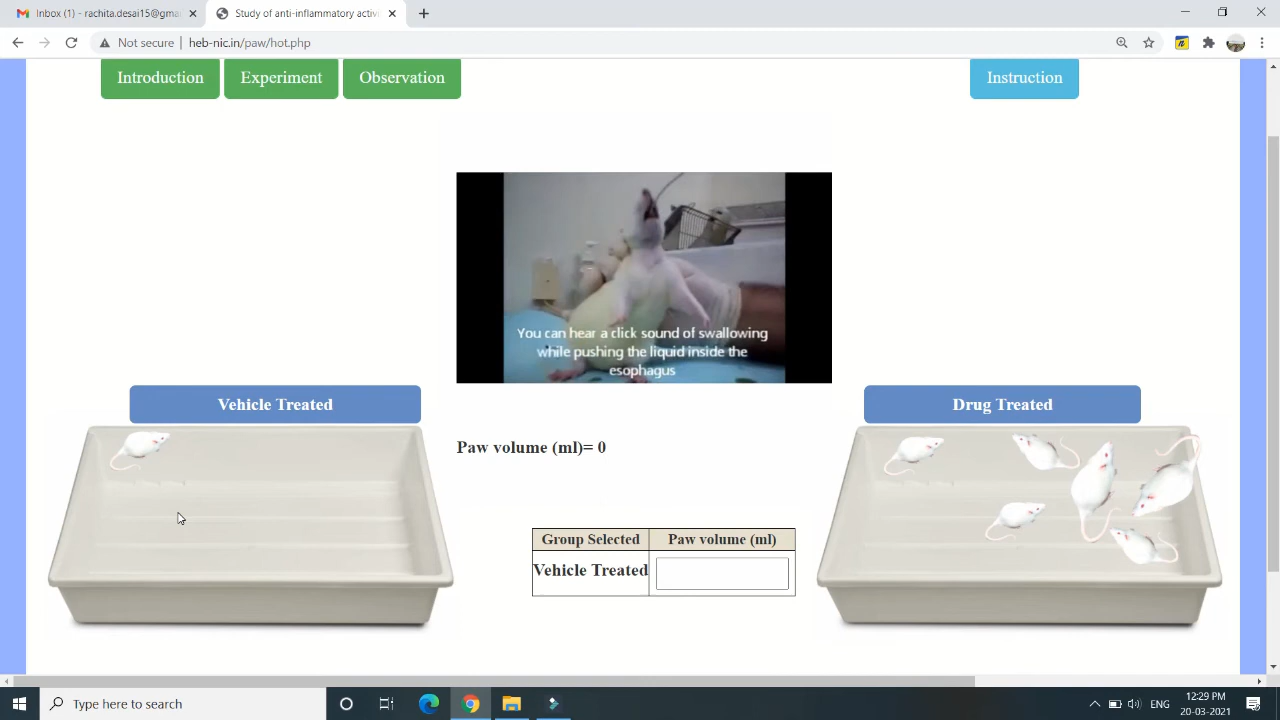 Inbox (1) - rachita.desai15@gma
Study of anti-inflammatory activi
Not secure
heb-nic.in/paw/hot.php
Introduction
Experiment
Observation
Instruction
You can hear a click sound of swallowing
while pushing the liquid inside the
esophagus
Vehicle Treated
Drug Treated
Paw volume (ml)= 0
Group Selected
Paw volume (ml)
Vehicle Treated
Type here to search
ENG
12:29 PM
20-03-2021